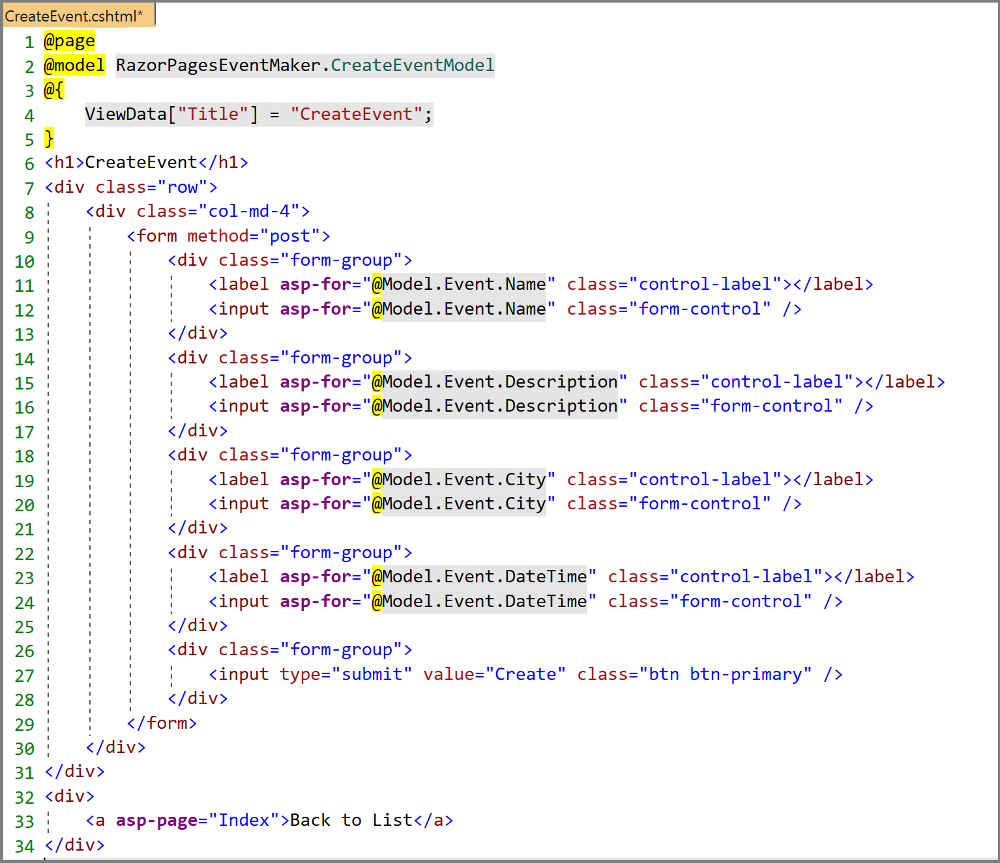 CreateEvent.cshtml*
1 @page
2 @model RazorPagesEventMaker.CreateEventModel
3 @{
4     ViewData["Title"] = "CreateEvent";
5 }
6 <h1>CreateEvent</h1>
7 <div class="row">
8     <div class="col-md-4">
9         <form method="post">
10             <div class="form-group">
11                 <label asp-for="@Model.Event.Name" class="control-label"></label>
12                 <input asp-for="@Model.Event.Name" class="form-control" />
13             </div>
14             <div class="form-group">
15                 <label asp-for="@Model.Event.Description" class="control-label"></label>
16                 <input asp-for="@Model.Event.Description" class="form-control" />
17             </div>
18             <div class="form-group">
19                 <label asp-for="@Model.Event.City" class="control-label"></label>
20                 <input asp-for="@Model.Event.City" class="form-control" />
21             </div>
22             <div class="form-group">
23                 <label asp-for="@Model.Event.DateTime" class="control-label"></label>
24                 <input asp-for="@Model.Event.DateTime" class="form-control" />
25             </div>
26             <div class="form-group">
27                 <input type="submit" value="Create" class="btn btn-primary" />
28             </div>
29         </form>
30     </div>
31 </div>
32 <div>
33     <a asp-page="Index">Back to List</a>
34 </div>